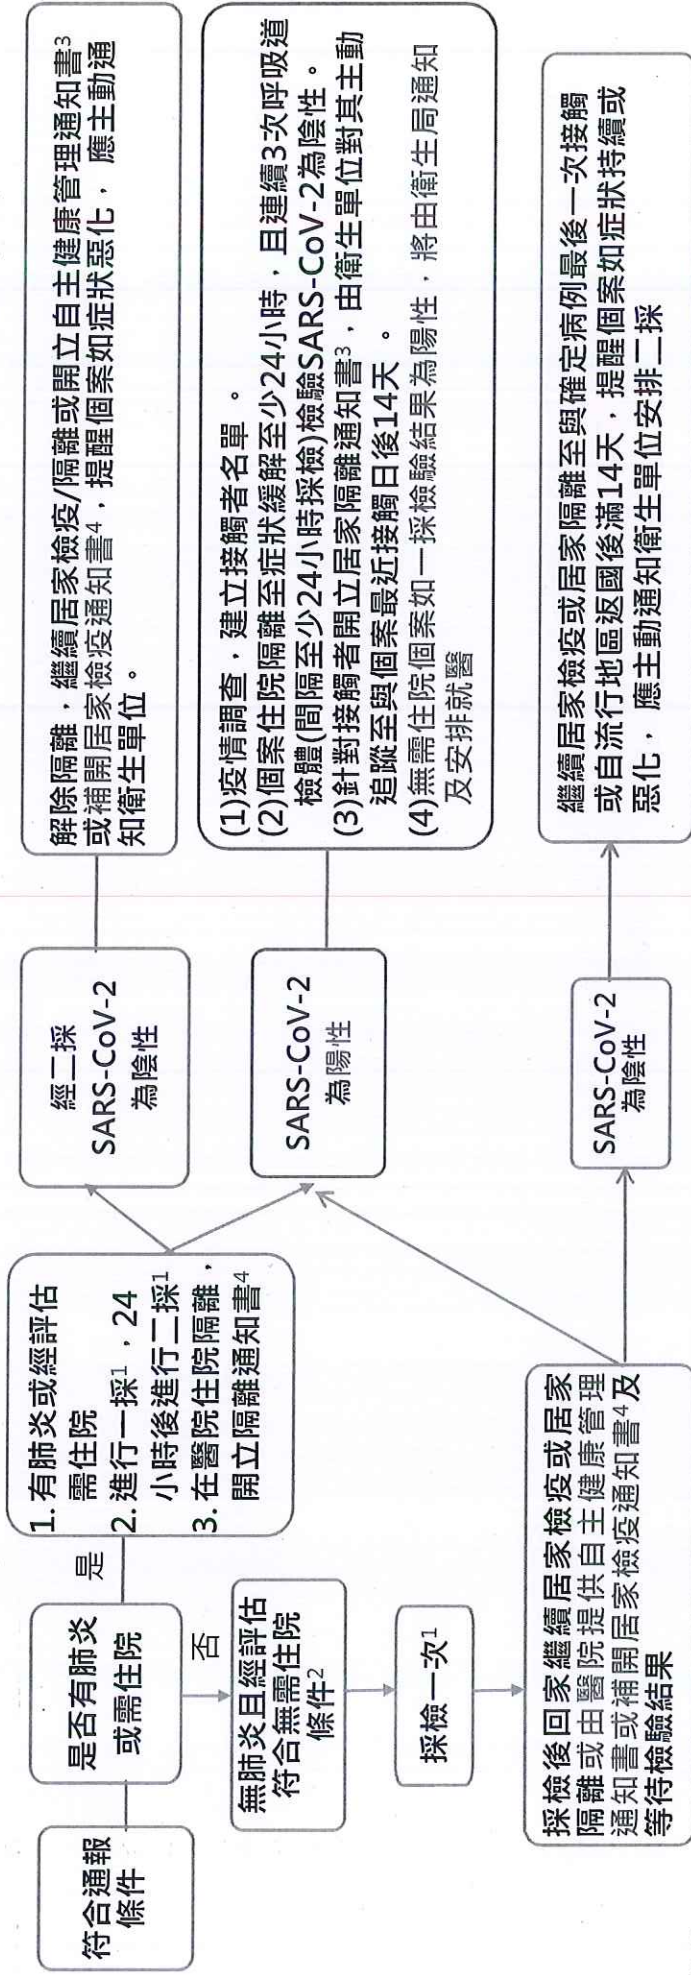 符合通報
條件
是否有肺炎
或需住院
是
否
1. 有肺炎或經評估
需住院
2. 進行一採1，24
小時後進行二採1
3. 在醫院住院隔離，
開立隔離通知書4
無肺炎且經評估
符合無需住院
條件2
採檢一次1
採檢後回家繼續居家檢疫或居家
隔離或由醫院提供自主健康管理
通知書或補開居家檢疫通知書4及
等待檢驗結果
經二採
SARS-CoV-2
為陰性
SARS-CoV-2
為陽性
SARS-CoV-2
為陰性
解除隔離，繼續居家檢疫/隔離或開立自主健康管理通知書3
或補開居家檢疫通知書4，提醒個案如症狀惡化，應主動通
知衛生單位。
(1)疫情調查，建立接觸者名單。
(2)個案住院隔離至症狀緩解至少24小時，且連續3次呼吸道
檢體(間隔至少24小時採檢)檢驗SARS-CoV-2為陰性。
(3)針對接觸者開立居家隔離通知書3，由衛生單位對其主動
追蹤至與個案最近接觸日後14天。
(4)無需住院個案如一採檢驗結果為陽性，將由衛生局通知
及安排就醫
繼續居家檢疫或居家隔離至與確定病例最後一次接觸
或自流行地區返國後滿14天，提醒個案如症狀持續或
惡化，應主動通知衛生單位安排二採